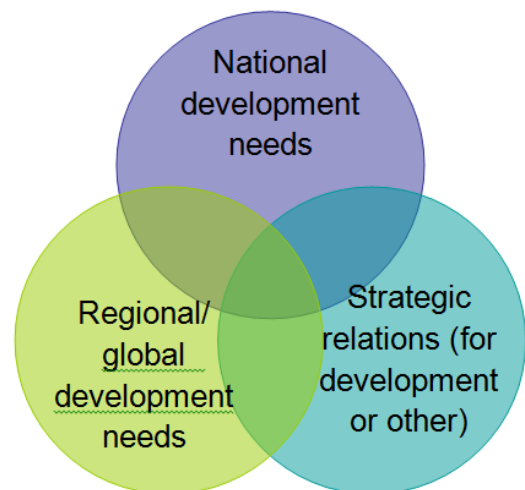 National
development
needs
Regional/
global
development
needs
Strategic
relations (for
development
or other)